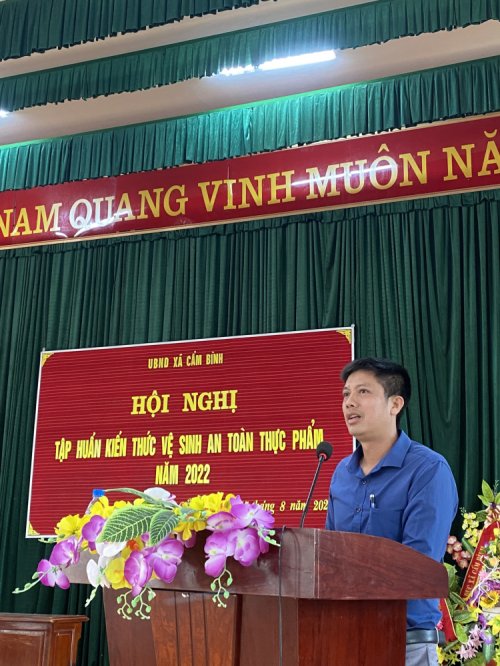 NAM QUANG VINH MUÔN NĂ
UBND XÃ CẨM BÌNH
HỘI NGHỊ
TẬP HUẤN KIẾN THỨC VỆ SINH AN TOÀN THỰC PHẨM
NĂM 2022
tháng 8 năm 202